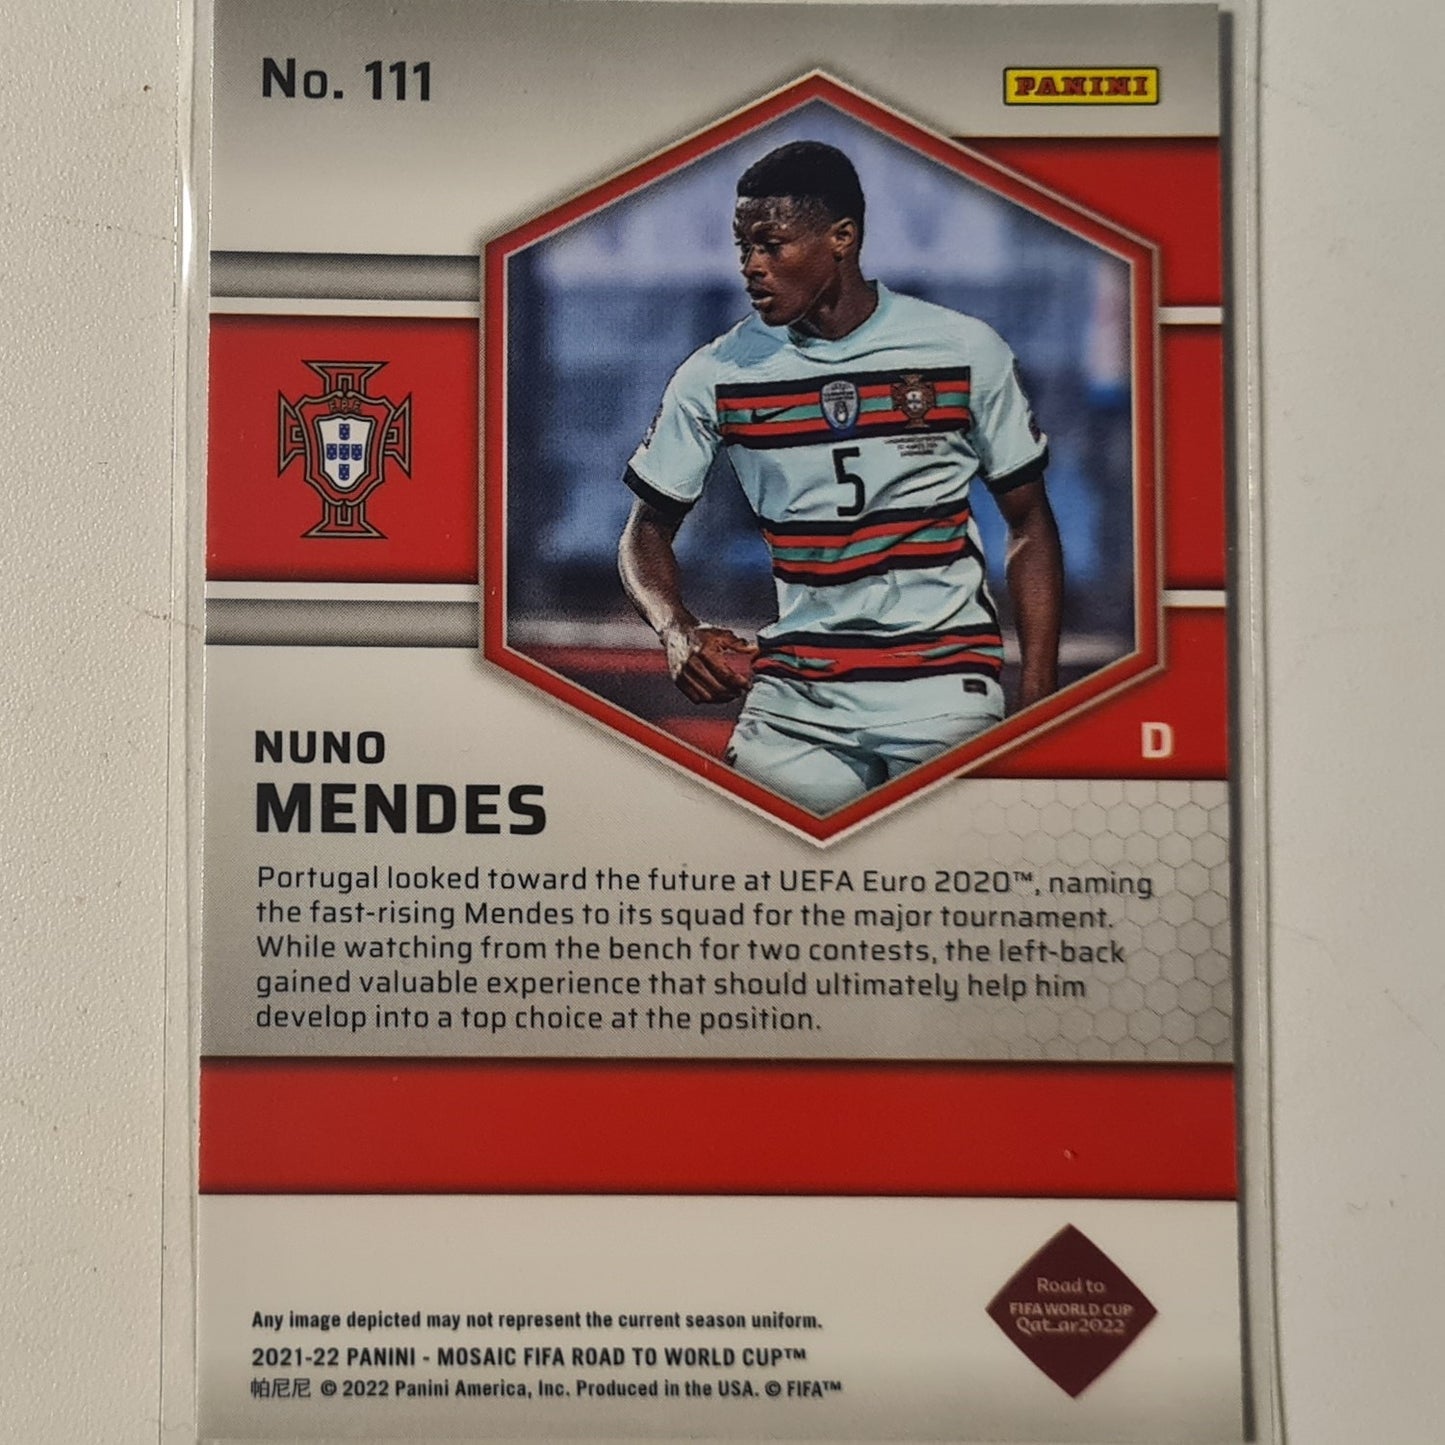 No. 111
PANINI
FPF
5
D
NUNO
MENDES
Portugal looked toward the future at UEFA Euro 2020™, naming
the fast-rising Mendes to its squad for the major tournament.
While watching from the bench for two contests, the left-back
gained valuable experience that should ultimately help him
develop into a top choice at the position.
Road to
FIFA WORLD CUP
Qatar2022
Any image depicted may not represent the current season uniform.
2021-22 PANINI - MOSAIC FIFA ROAD TO WORLD CUP™
帕尼尼 © 2022 Panini America, Inc. Produced in the USA. © FIFA™